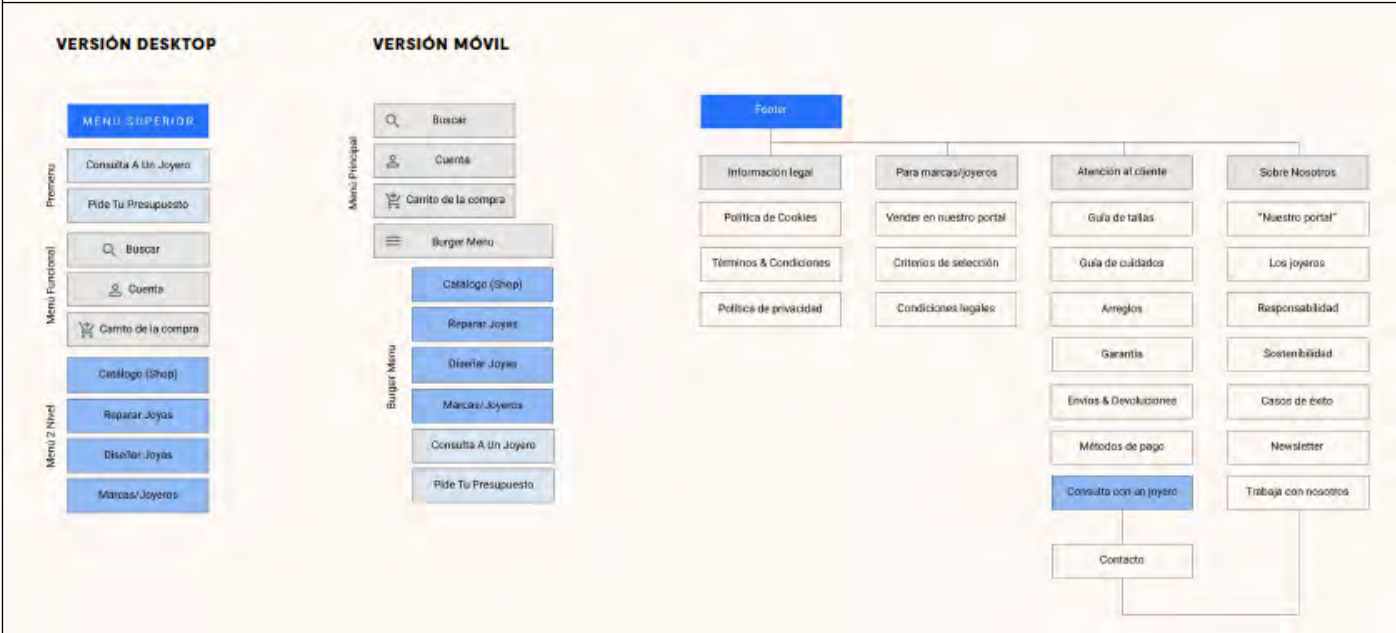 VERSIÓN DESKTOP
MENU SUPERIOR
Premenu
Consulta A Un Joyero
Pide Tu Presupuesto
Menú Funcional
Buscar
Cuenta
Carrito de la compra
Menú 2 Nivel
Catálogo (Shop)
Reparar Joyas
Diseñar Joyas
Marcas/Joyeros
VERSIÓN MÓVIL
Menú Principal
Buscar
Cuenta
Carrito de la compra
Burger Menu
Burger Menu
Catálogo (Shop)
Reparar Joyas
Diseñar Joyas
Marcas/Joyeros
Consulta A Un Joyero
Pide Tu Presupuesto
Footer
Información legal
Política de Cookies
Términos & Condiciones
Política de privacidad
Para marcas/joyeros
Vender en nuestro portal
Criterios de selección
Condiciones legales
Atención al cliente
Guía de tallas
Guía de cuidados
Arreglos
Garantía
Envíos & Devoluciones
Métodos de pago
Consulta con un joyero
Contacto
Sobre Nosotros
"Nuestro portal"
Los joyeros
Responsabilidad
Sostenibilidad
Casos de éxito
Newsletter
Trabaja con nosotros